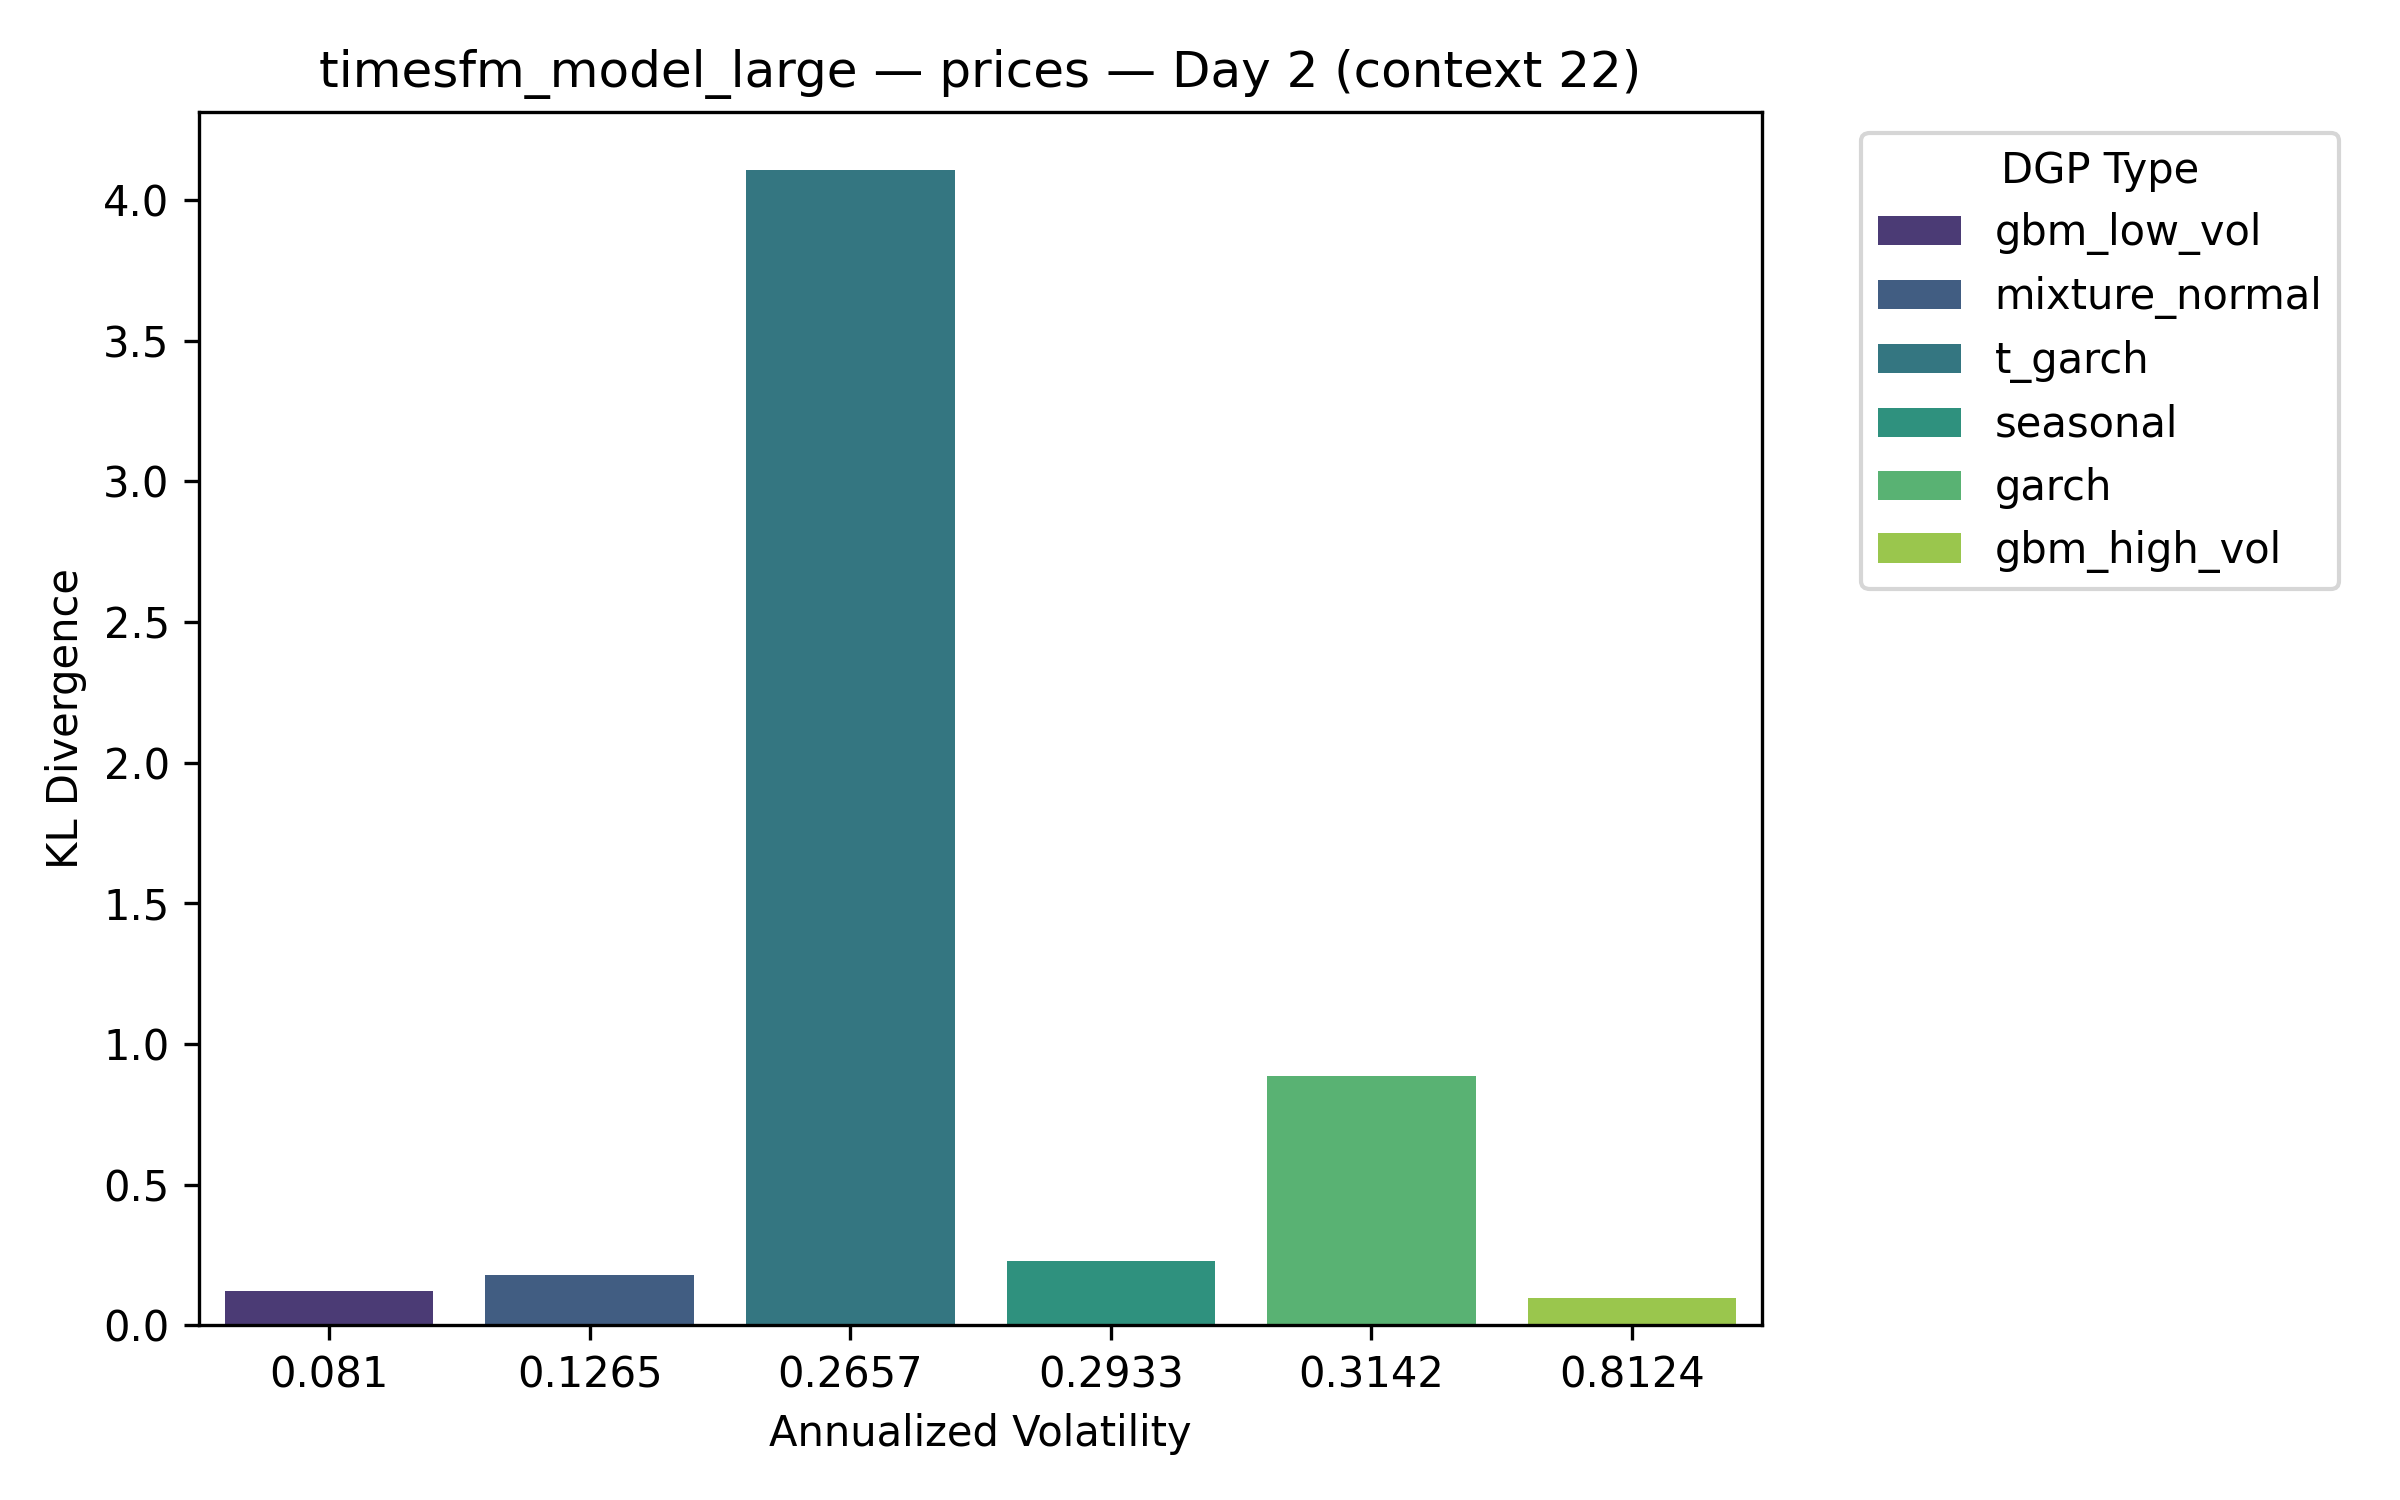 timesfm_model_large — prices — Day 2 (context 22)
KL Divergence
4.0
3.5
3.0
2.5
2.0
1.5
1.0
0.5
0.0
0.081 0.1265 0.2657 0.2933 0.3142 0.8124
Annualized Volatility
DGP Type
gbm_low_vol
mixture_normal
t_garch
seasonal
garch
gbm_high_vol